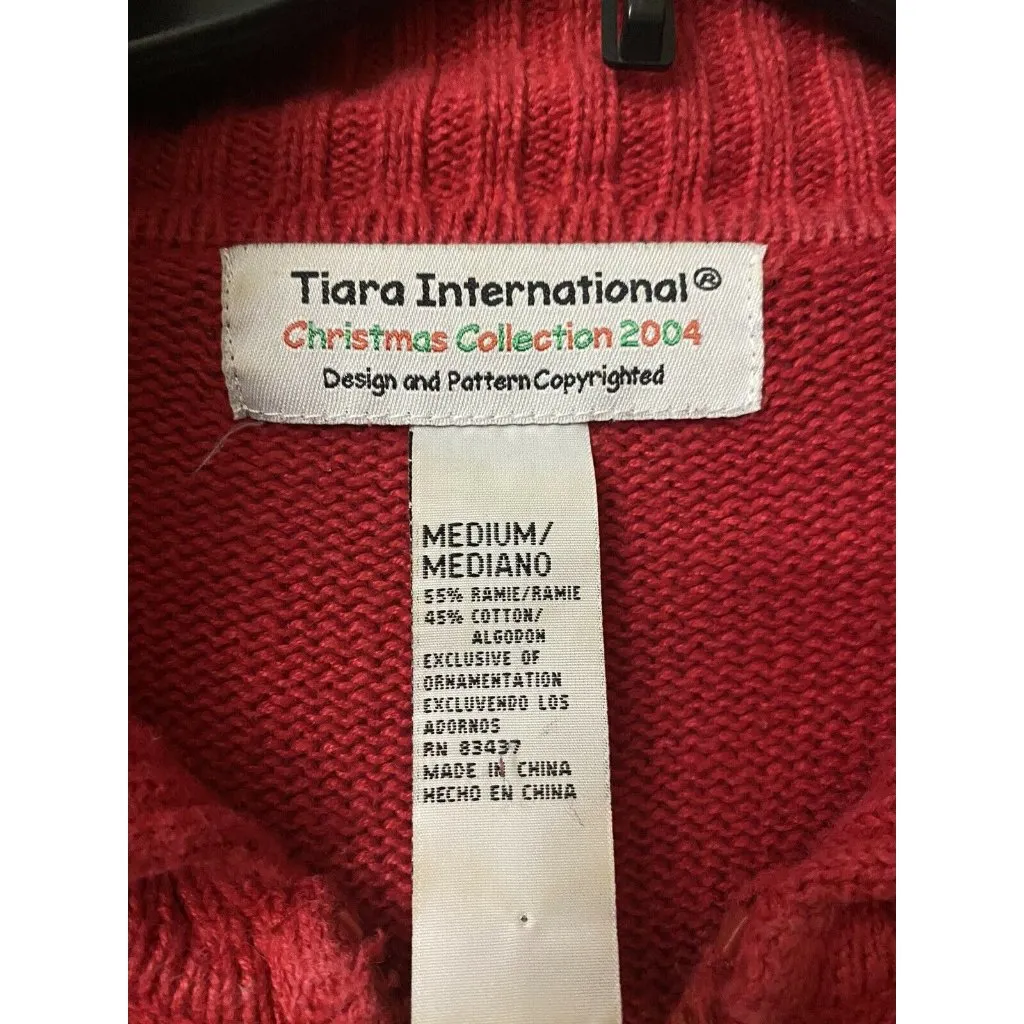 Tiara International®
Christmas Collection 2004
Design and Pattern Copyrighted
MEDIUM/
MEDIANO
55% RAMIE/RAMIE
45% COTTON/
ALGODON
EXCLUSIVE OF
ORNAMENTATION
EXCLUVENDO LOS
ADORNOS
RN 83437
MADE IN CHINA
HECHO EN CHINA